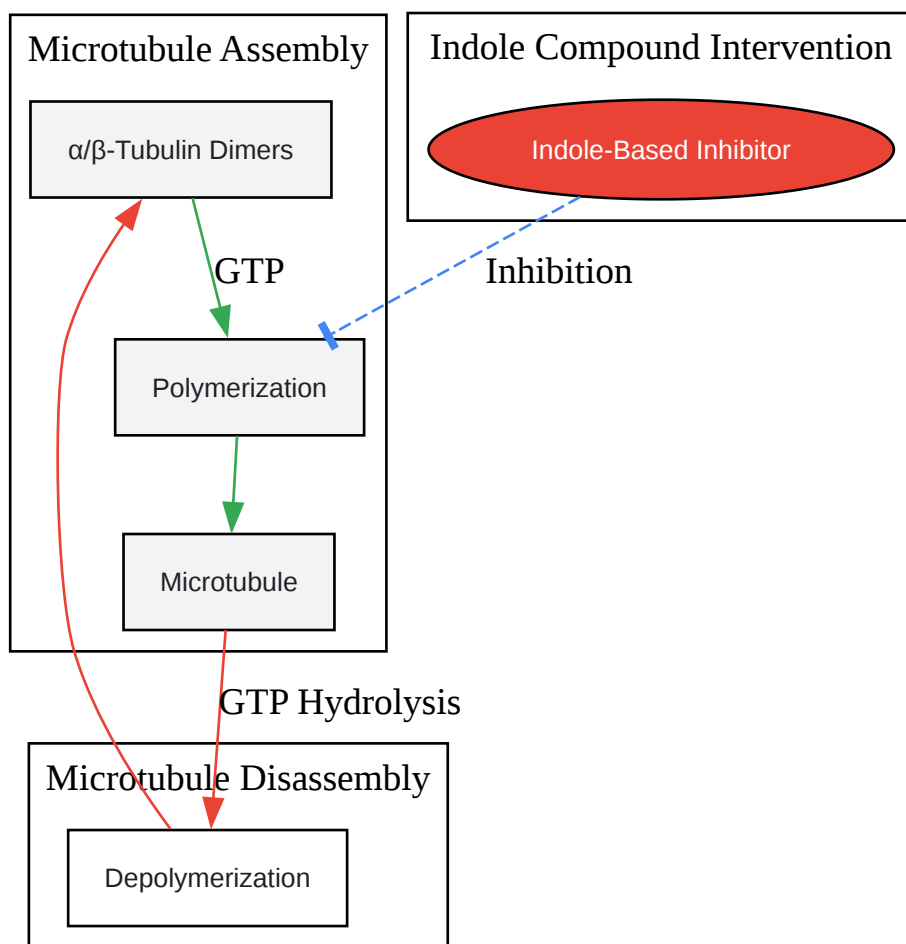 Microtubule Assembly
α/β-Tubulin Dimers
GTP
Polymerization
Microtubule
Indole Compound Intervention
Indole-Based Inhibitor
Inhibition
GTP Hydrolysis
Microtubule Disassembly
Depolymerization